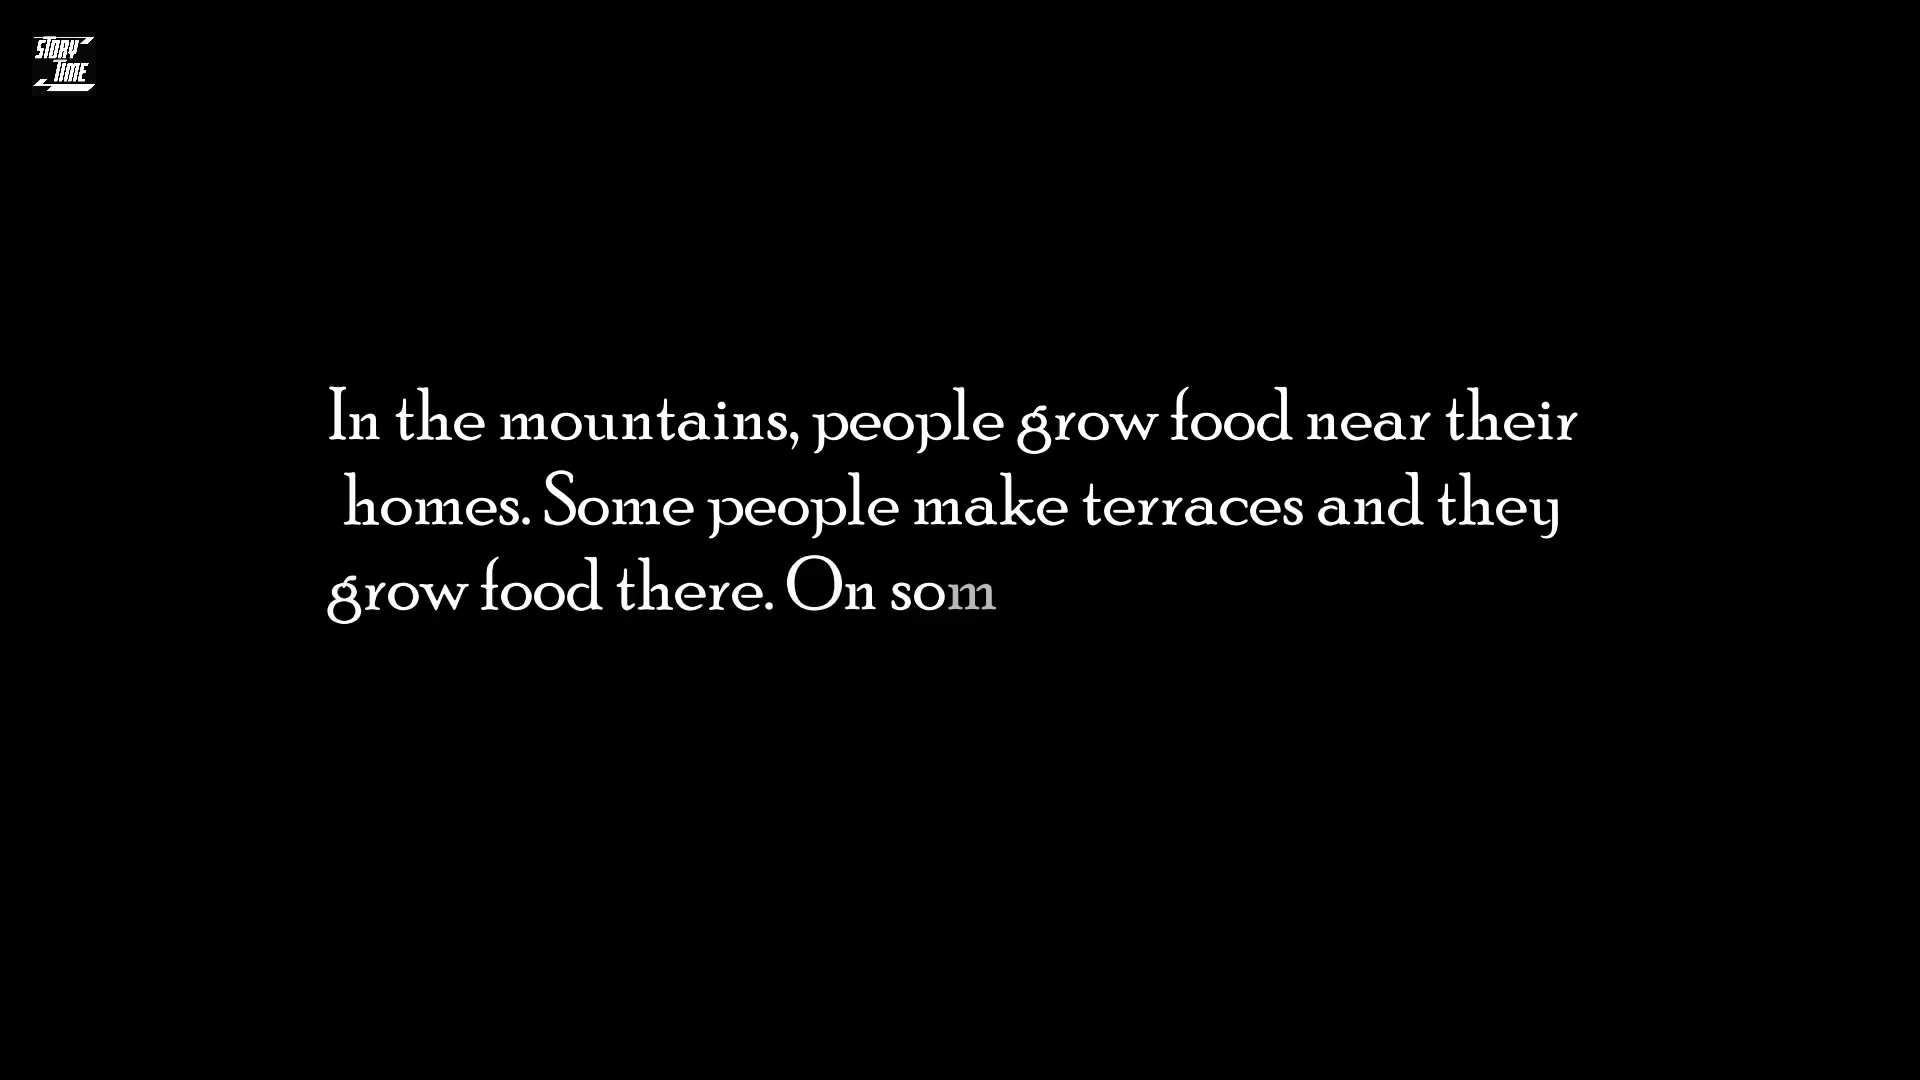 STORY
TIME
In the mountains, people grow food near their
homes. Some people make terraces and they
grow food there. On som